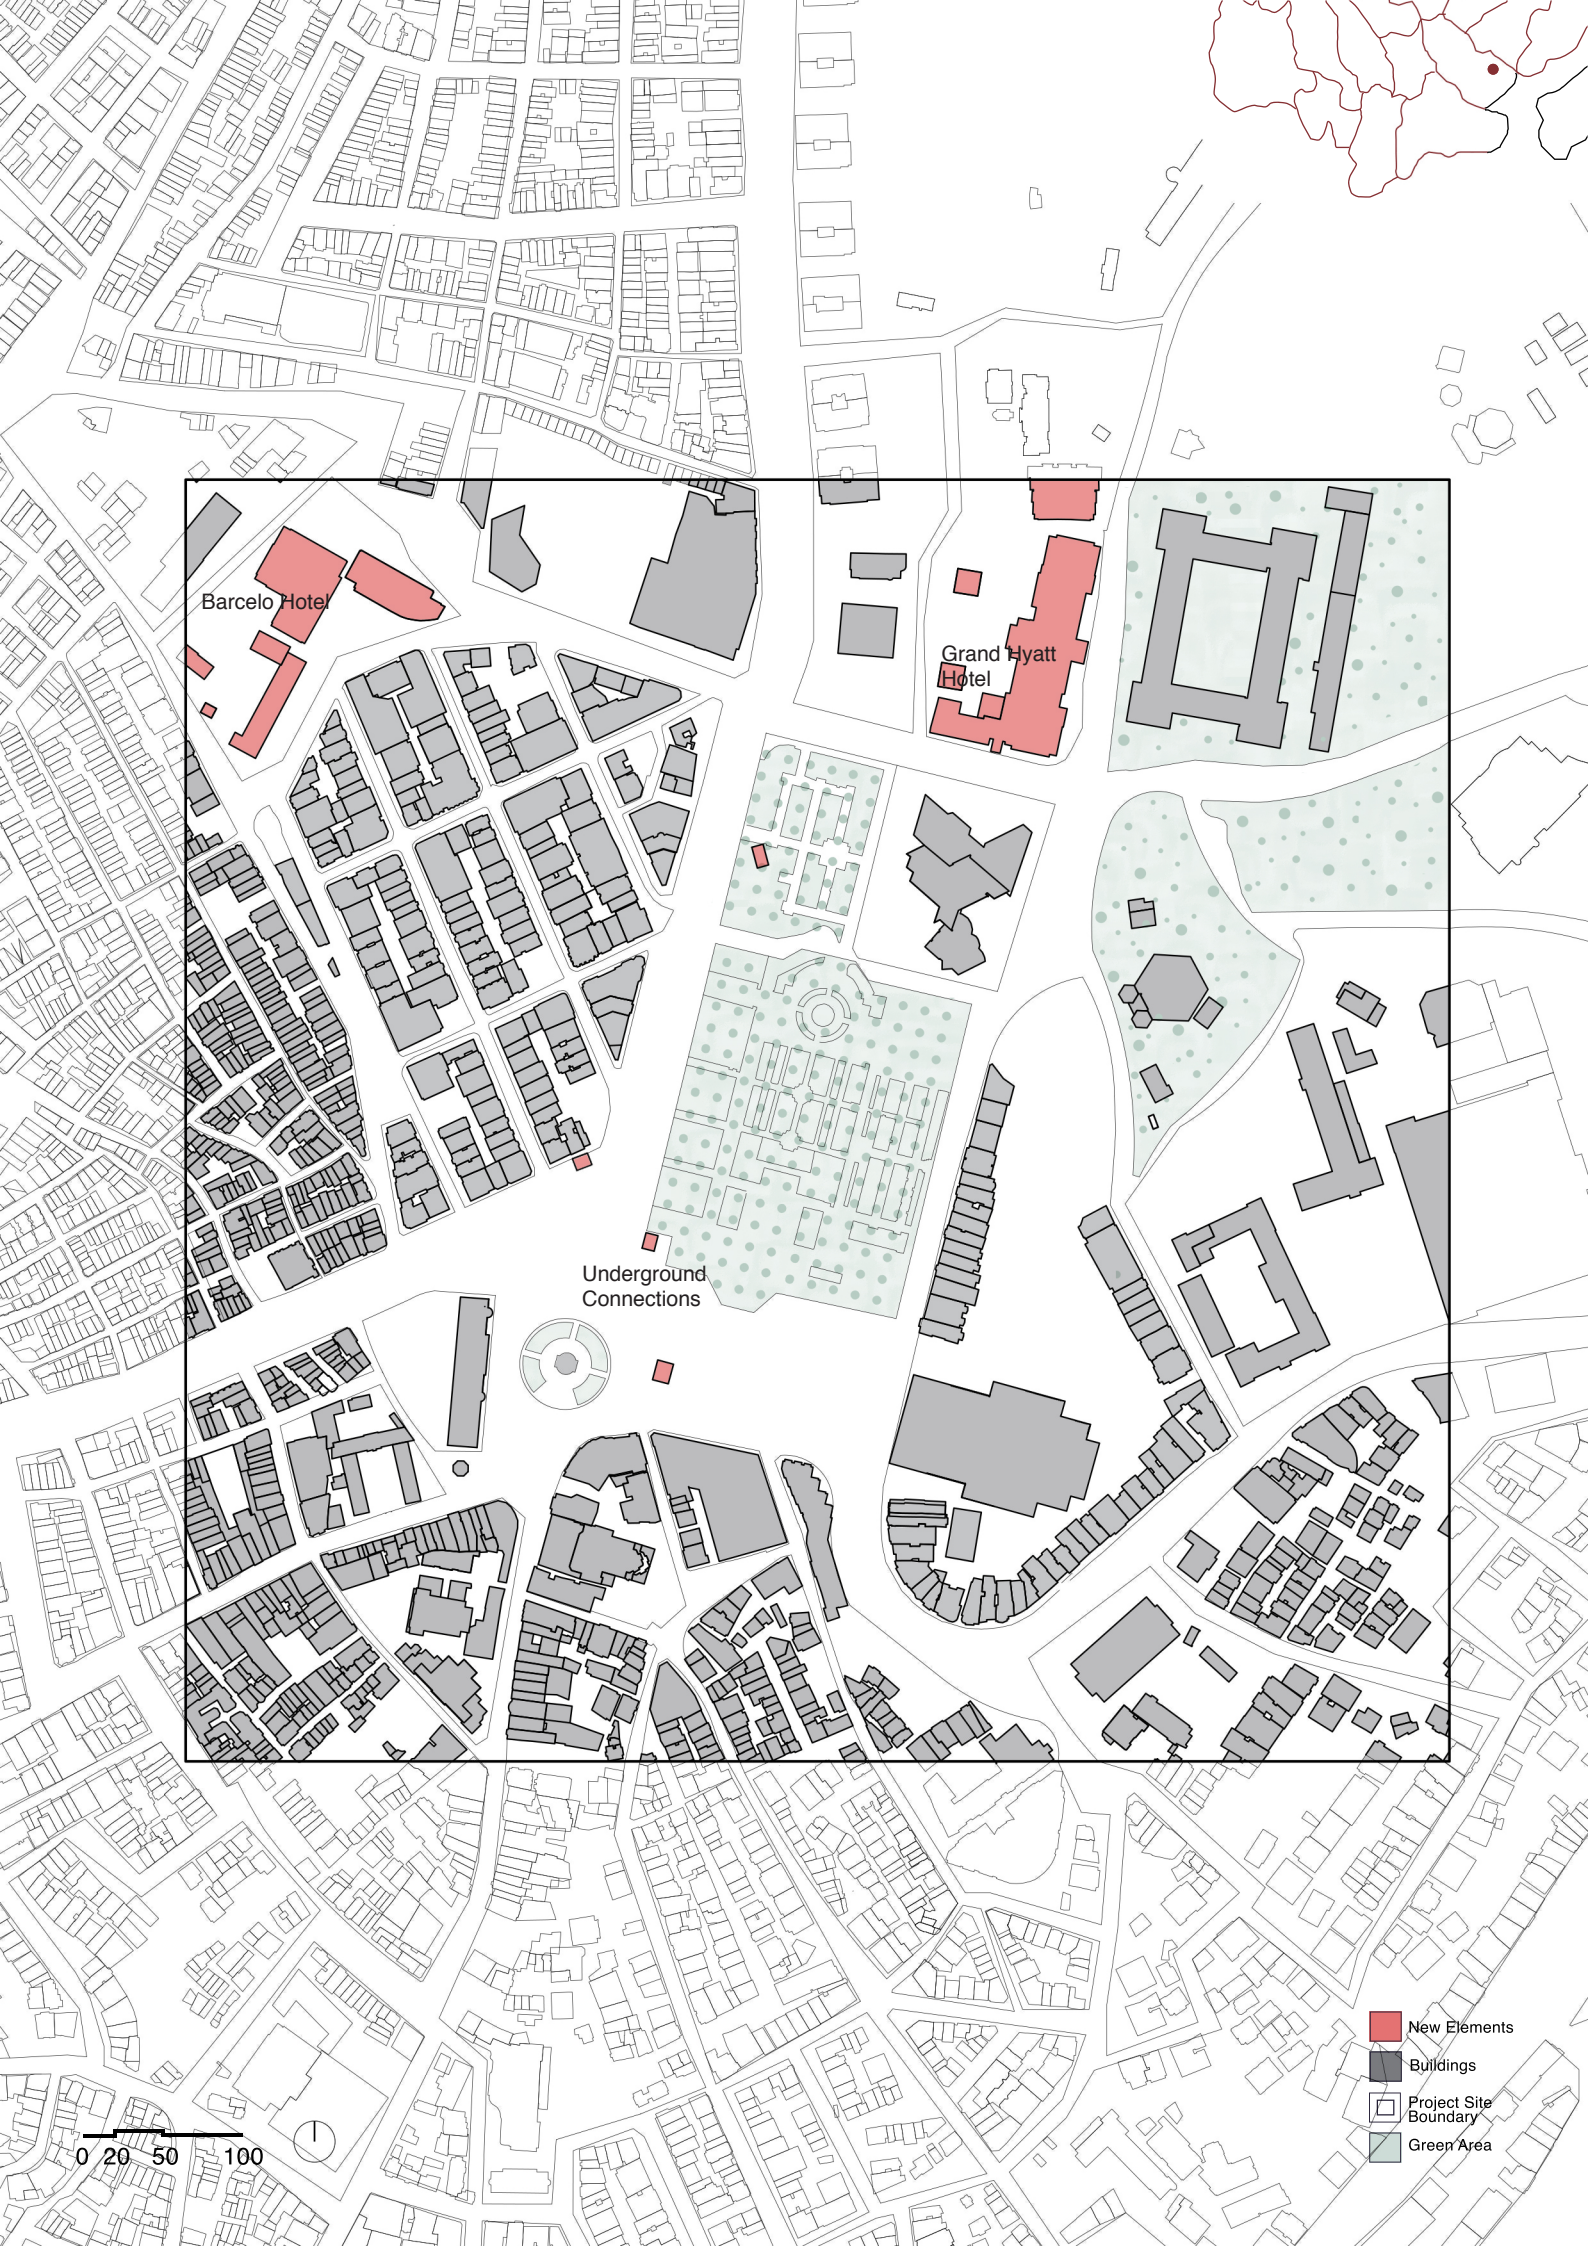 Barcelo Hotel
Grand Hyatt
Hotel
Underground
Connections
New Elements
Buildings
Project Site
Boundary
Green Area
0 20 50 100